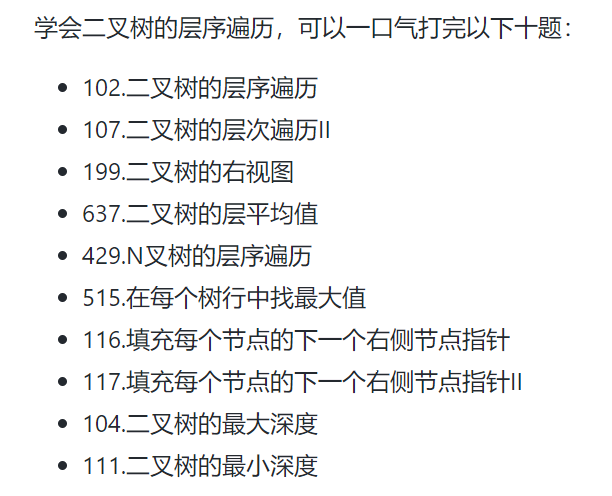 学会二叉树的层序遍历，可以一口气打完以下十题：
102.二叉树的层序遍历
107.二叉树的层次遍历II
199.二叉树的右视图
637.二叉树的层平均值
429.N叉树的层序遍历
515.在每个树行中找最大值
116.填充每个节点的下一个右侧节点指针
117.填充每个节点的下一个右侧节点指针II
104.二叉树的最大深度
111.二叉树的最小深度